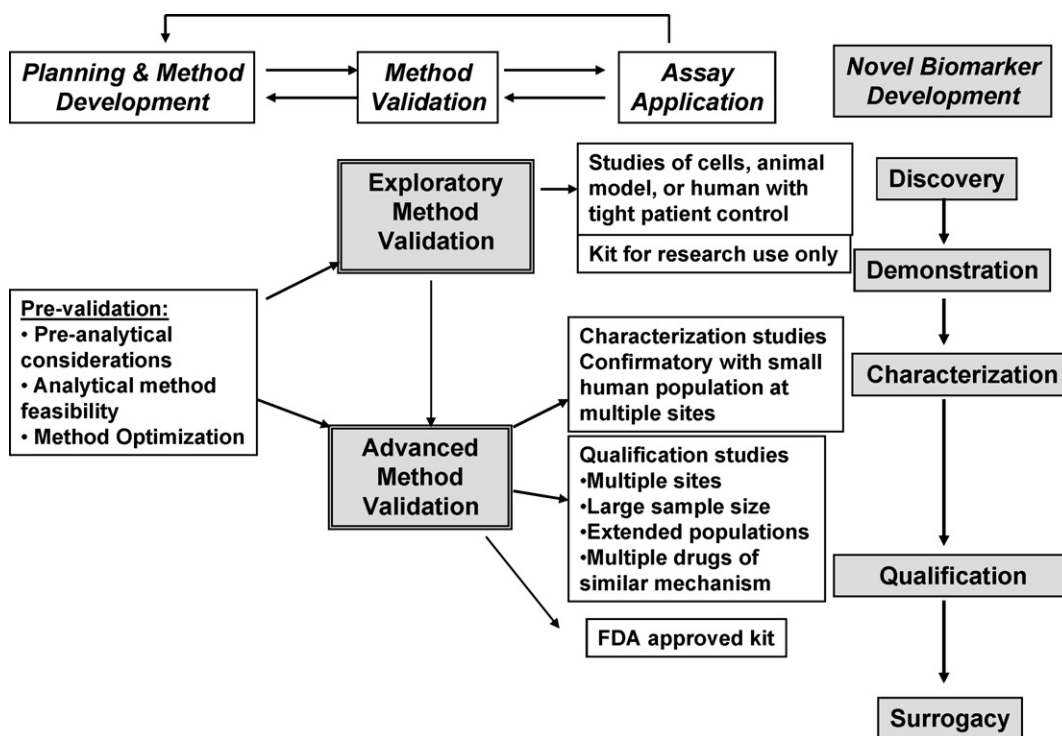 Planning & Method
Development
Method
Validation
Assay
Application
Novel Biomarker
Development
Exploratory
Method
Validation
Studies of cells, animal
model, or human with
tight patient control
Kit for research use only
Discovery
Demonstration
Pre-validation:
• Pre-analytical
considerations
• Analytical method
feasibility
• Method Optimization
Characterization studies
Confirmatory with small
human population at
multiple sites
Characterization
Advanced
Method
Validation
Qualification studies
•Multiple sites
•Large sample size
•Extended populations
•Multiple drugs of
similar mechanism
Qualification
FDA approved kit
Surrogacy